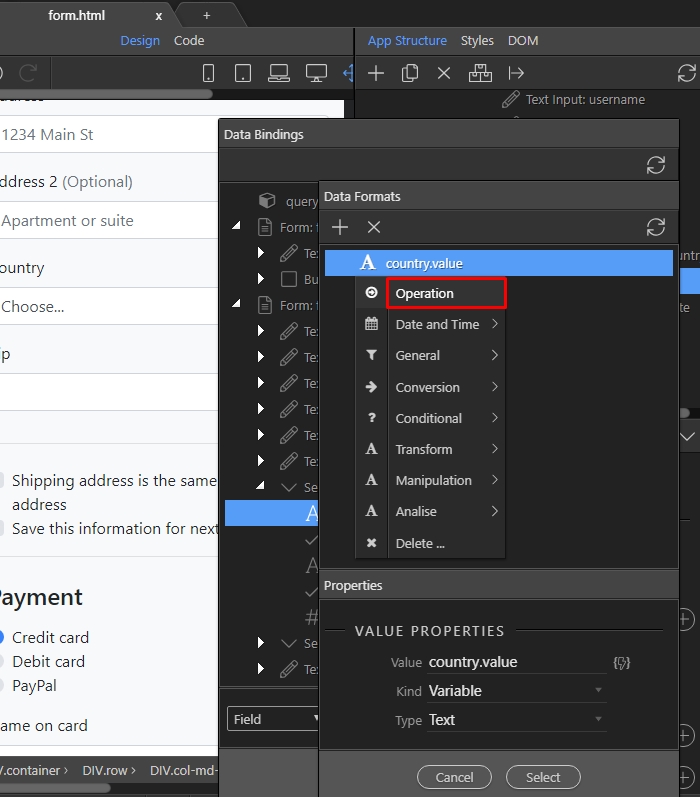 form.html x +
Design Code
App Structure Styles DOM
Text Input: username
1234 Main St
ddress 2 (Optional)
Apartment or suite
ountry
Choose...
ip
Shipping address is the same
address
Save this information for next
ayment
Credit card
Debit card
PayPal
ame on card
V.container › DIV.row › DIV.col-md-
Data Bindings
query
Form: f
Te
Bu
Form: f
Te
Te
Te
Te
Te
Te
Se
A
A
#
Se
Te
Field
Data Formats
A country.value
Operation
Date and Time
General
Conversion
? Conditional
A Transform
A Manipulation
A Analise
Delete ...
Properties
VALUE PROPERTIES
Value country.value
Kind Variable
Type Text
Cancel Select
untr
te